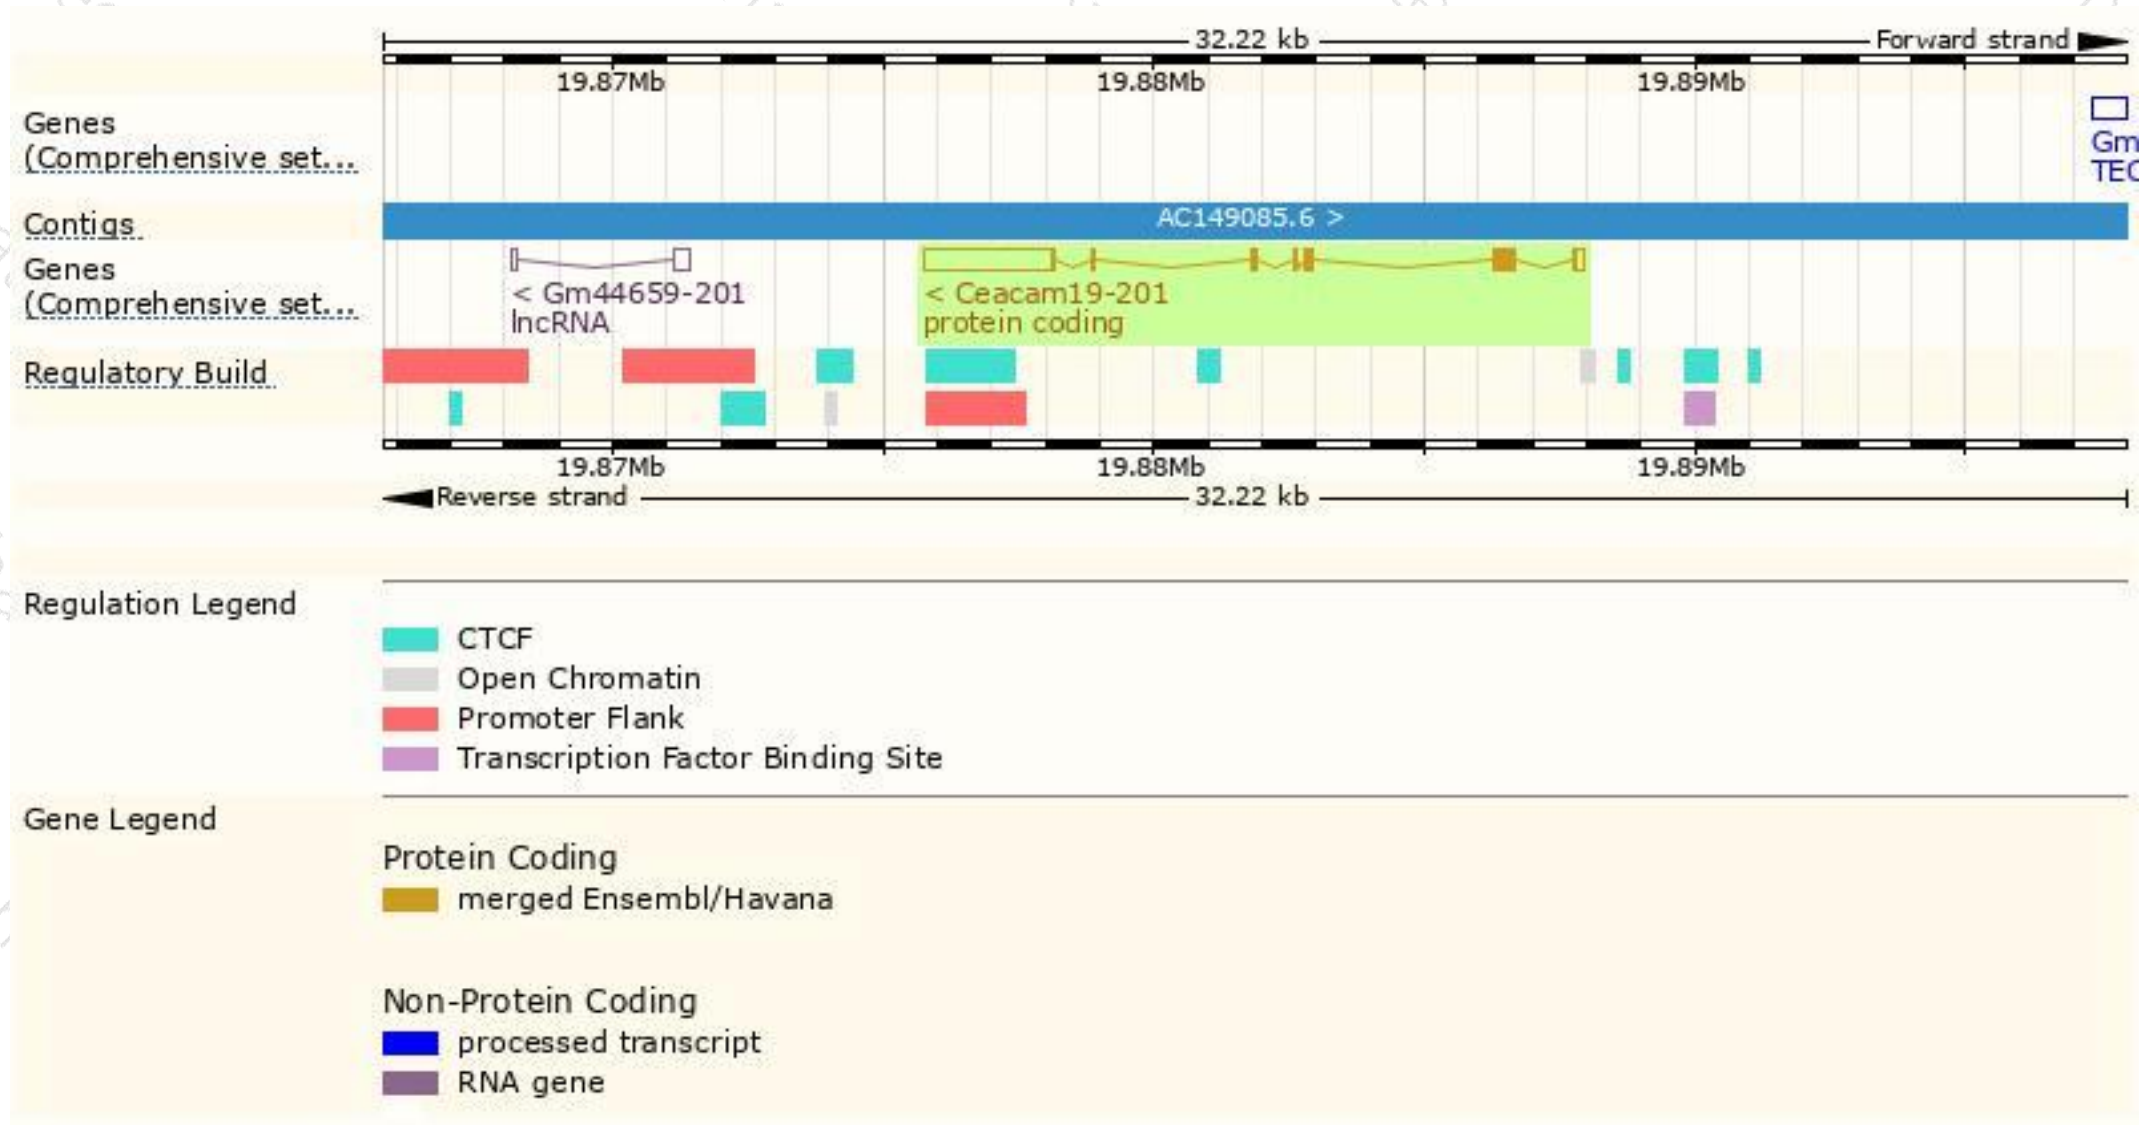 32.22 kb
Forward strand
19.87Mb 19.88Mb 19.89Mb
Genes
(Comprehensive set...
Gm
TEC
Contigs
AC149085.6 >
Genes
(Comprehensive set...
< Gm44659-201
lncRNA
< Ceacam19-201
protein coding
Regulatory Build
19.87Mb 19.88Mb 19.89Mb
Reverse strand
32.22 kb
Regulation Legend
CTCF
Open Chromatin
Promoter Flank
Transcription Factor Binding Site
Gene Legend
Protein Coding
merged Ensembl/Havana
Non-Protein Coding
processed transcript
RNA gene